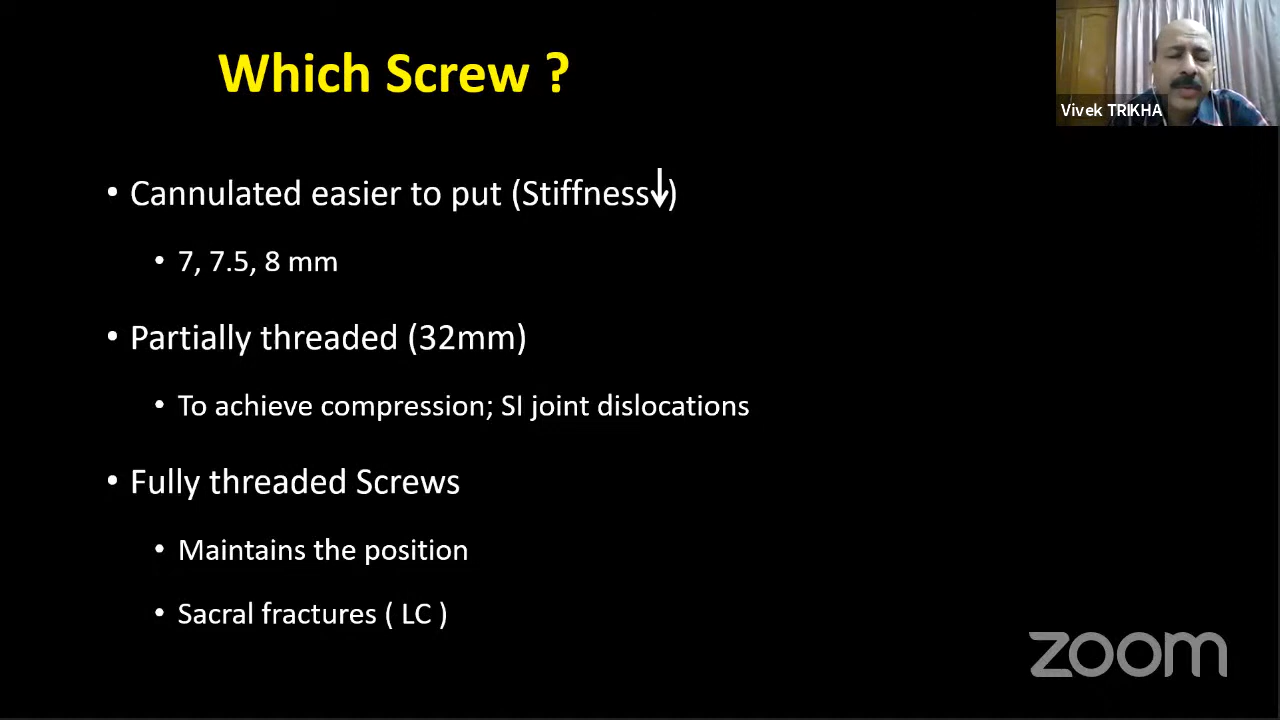 Which Screw ?
Vivek TRIKHA
• Cannulated easier to put (Stiffness↓)
• 7, 7.5, 8 mm
• Partially threaded (32mm)
• To achieve compression; SI joint dislocations
• Fully threaded Screws
• Maintains the position
• Sacral fractures ( LC )
zoom